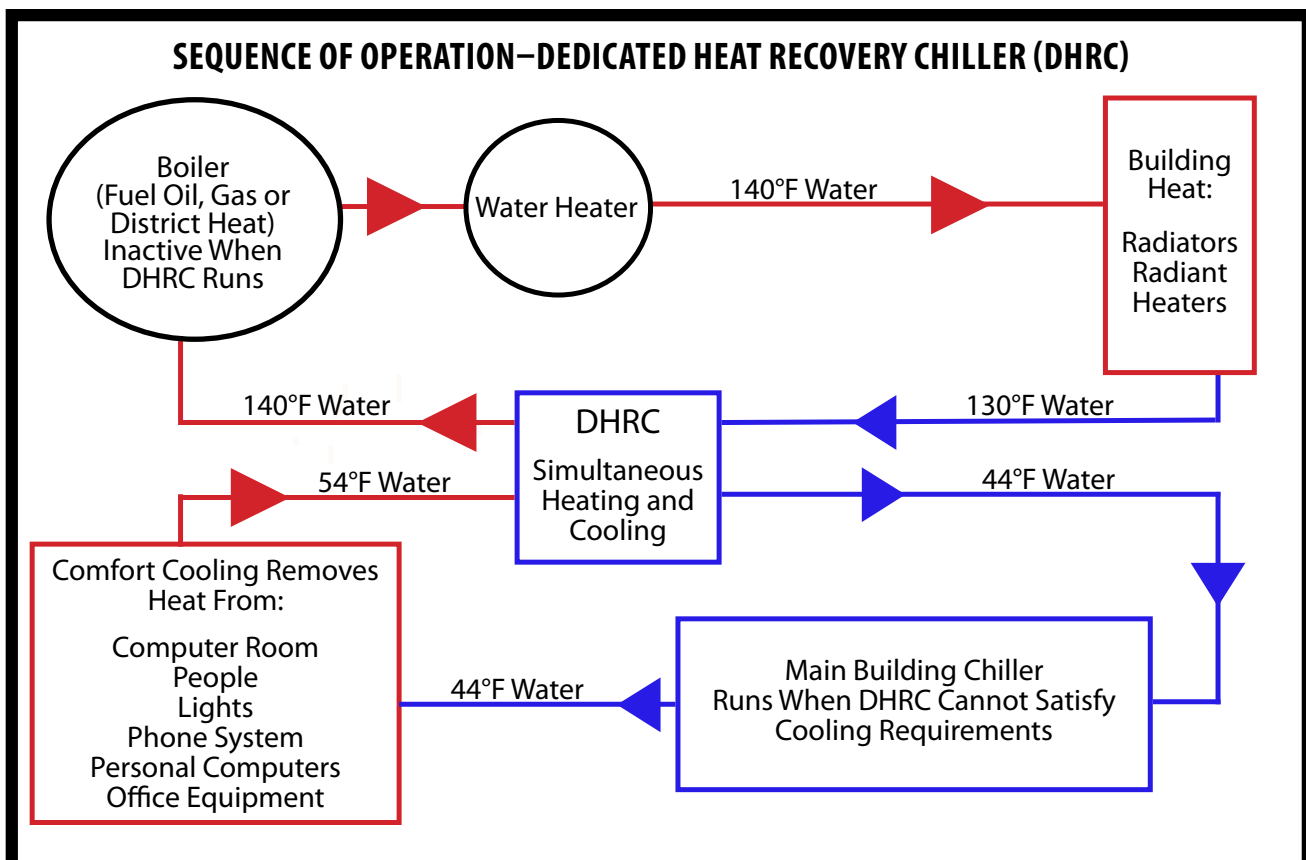 SEQUENCE OF OPERATION–DEDICATED HEAT RECOVERY CHILLER (DHRC)
Boiler
(Fuel Oil, Gas or
District Heat)
Inactive When
DHRC Runs
Water Heater
140°F Water
Building
Heat:
Radiators
Radiant
Heaters
140°F Water
DHRC
Simultaneous
Heating and
Cooling
130°F Water
54°F Water
44°F Water
Comfort Cooling Removes
Heat From:
Computer Room
People
Lights
Phone System
Personal Computers
Office Equipment
44°F Water
Main Building Chiller
Runs When DHRC Cannot Satisfy
Cooling Requirements